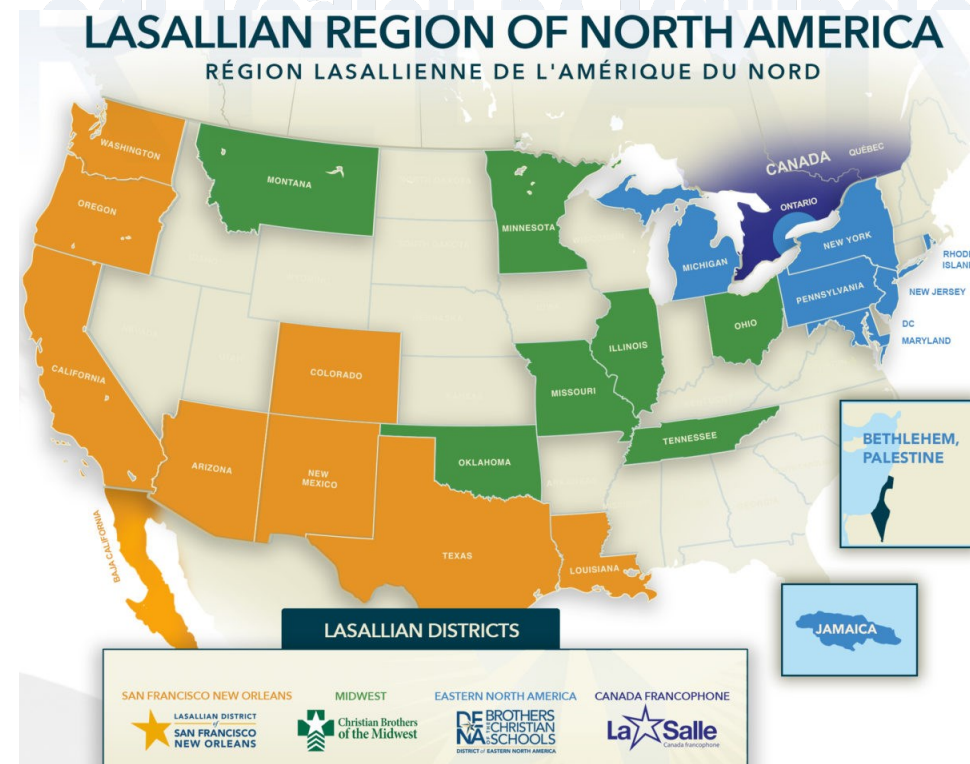 LASALLIAN REGION OF NORTH AMERICA
RÉGION LASALLIENNE DE L'AMÉRIQUE DU NORD
WASHINGTON
MONTANA
OREGON
MINNESOTA
CANADA
QUÉBEC
ONTARIO
NEW YORK
MICHIGAN
RHODE
ISLAND
PENNSYLVANIA
NEW JERSEY
DC
MARYLAND
OHIO
ILLINOIS
CALIFORNIA
COLORADO
MISSOURI
TENNESSEE
ARIZONA
NEW
MEXICO
OKLAHOMA
BETHLEHEM,
PALESTINE
BAJA CALIFORNIA
TEXAS
LOUISIANA
JAMAICA
LASALLIAN DISTRICTS
SAN FRANCISCO NEW ORLEANS
LASALLIAN DISTRICT
of
SAN FRANCISCO
NEW ORLEANS
MIDWEST
Christian Brothers
of the Midwest
EASTERN NORTH AMERICA
DENA
BROTHERS
OF THE CHRISTIAN
SCHOOLS
DISTRICT of EASTERN NORTH AMERICA
CANADA FRANCOPHONE
La Salle
Canada francophone